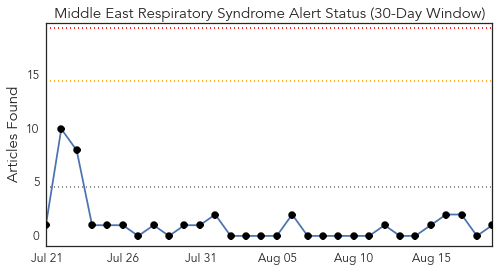 Middle East Respiratory Syndrome Alert Status (30-Day Window)
Articles Found
15
10
5
0
Jul 21
Jul 26
Jul 31
Aug 05
Aug 10
Aug 15